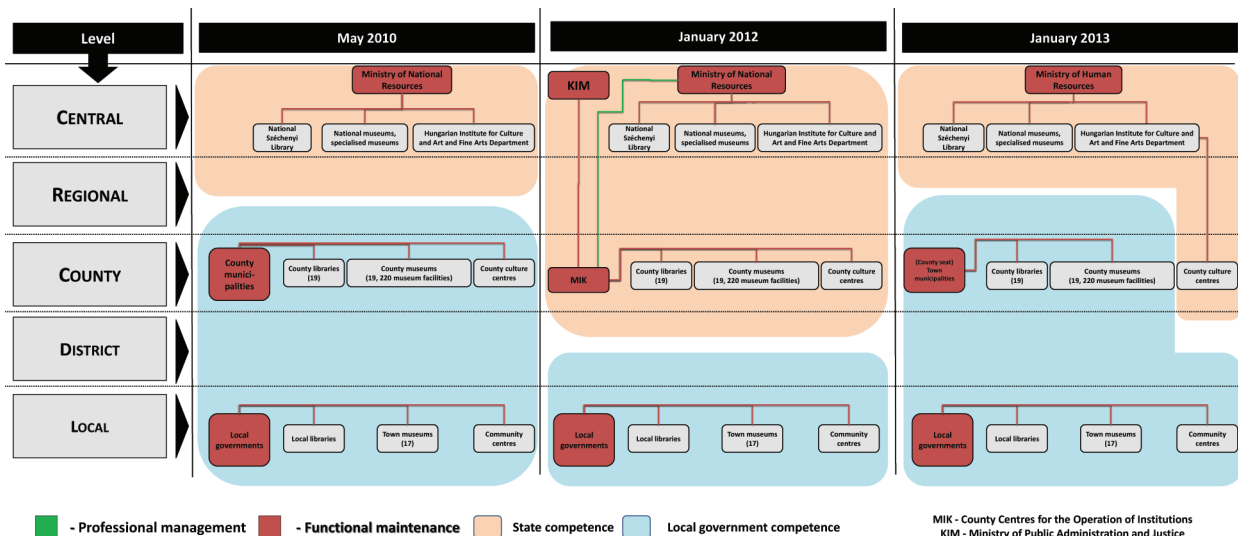 Level
May 2010
January 2012
January 2013
CENTRAL
REGIONAL
COUNTY
DISTRICT
LOCAL
Ministry of National
Resources
National
Széchenyi
Library
National museums,
specialised museums
Hungarian Institute for Culture
and Art and Fine Arts Department
County
munici-
palities
County libraries
(19)
County museums
(19, 220 museum facilities)
County culture
centres
Local
governments
Local libraries
Town museums
(17)
Community
centres
KIM
Ministry of National
Resources
National
Széchenyi
Library
National museums,
specialised museums
Hungarian Institute for Culture and
Art and Fine Arts Department
MIK
County libraries
(19)
County museums
(19, 220 museum facilities)
County culture
centres
Local
governments
Local libraries
Town museums
(17)
Community
centres
Ministry of Human
Resources
National
Széchenyi
Library
National museums,
specialised museums
Hungarian Institute for Culture and
Art and Fine Arts Department
(County seat)
Town
municipalities
County libraries
(19)
County museums
(19, 220 museum facilities)
County culture
centres
Local
governments
Local libraries
Town museums
(17)
Community
centres
- Professional management
- Functional maintenance
State competence
Local government competence
MIK - County Centres for the Operation of Institutions
KIM - Ministry of Public Administration and Justice